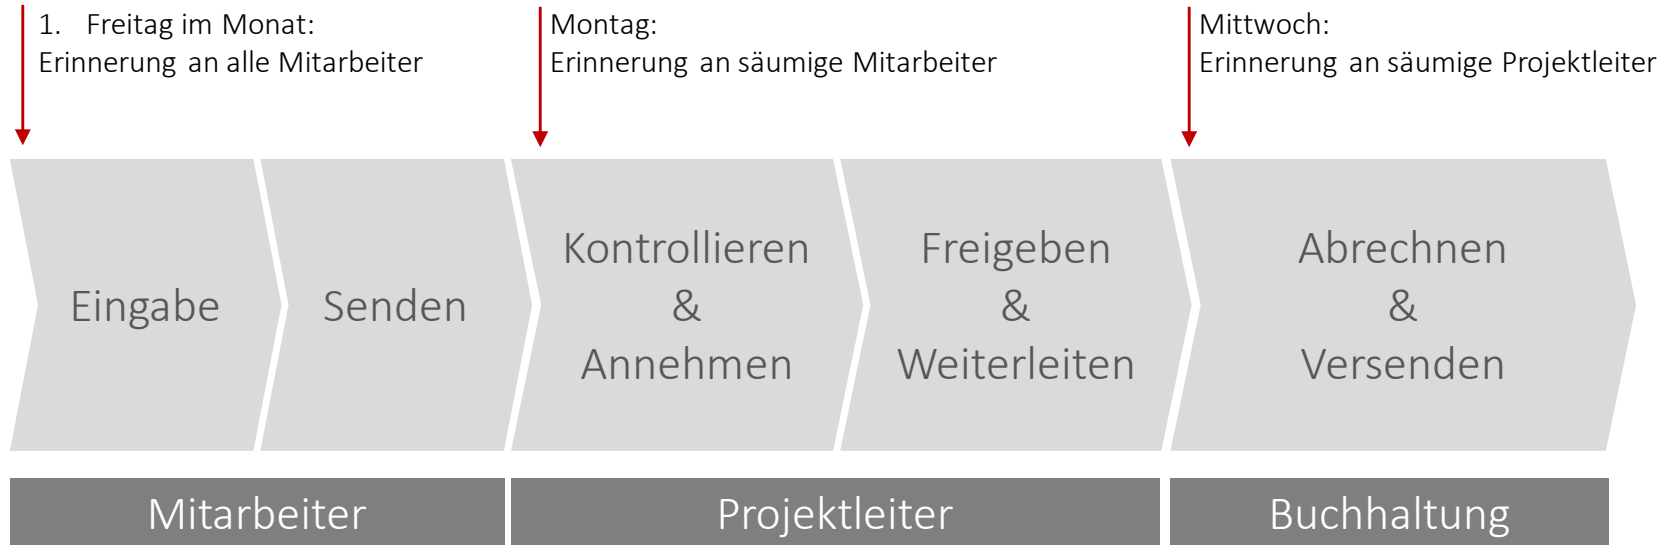 1. Freitag im Monat:
Erinnerung an alle Mitarbeiter
Montag:
Erinnerung an säumige Mitarbeiter
Mittwoch:
Erinnerung an säumige Projektleiter
Eingabe
Senden
Kontrollieren
&
Annehmen
Freigeben
&
Weiterleiten
Abrechnen
&
Versenden
Mitarbeiter
Projektleiter
Buchhaltung